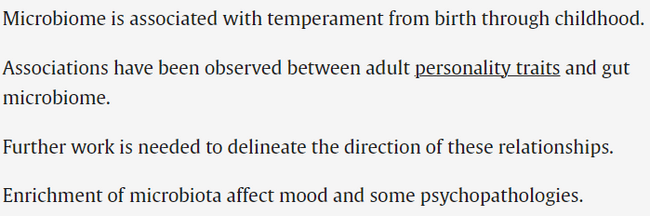 Microbiome is associated with temperament from birth through childhood.
Associations have been observed between adult personality traits and gut
microbiome.
Further work is needed to delineate the direction of these relationships.
Enrichment of microbiota affect mood and some psychopathologies.